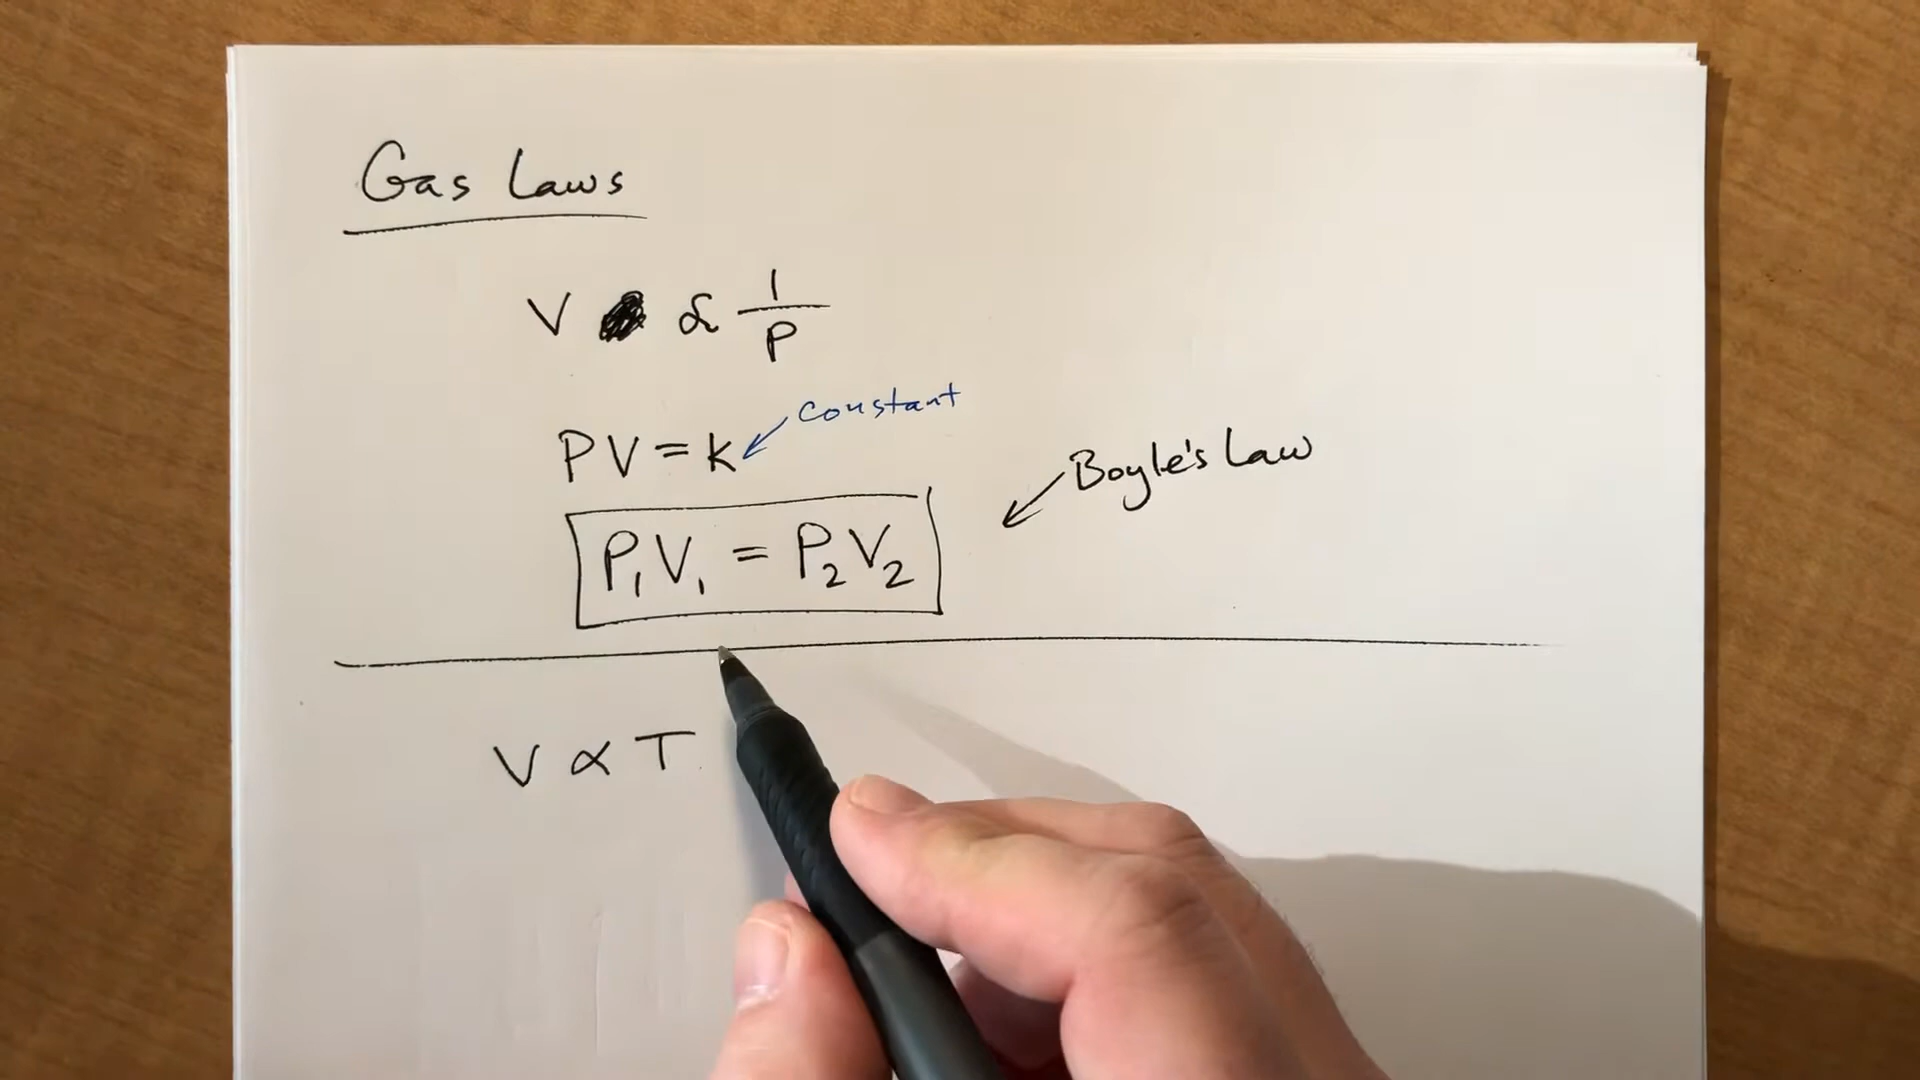 Gas Laws
V ∝ 1/P
PV = k
constant
Boyle's Law
P₁V₁ = P₂V₂
V ∝ T